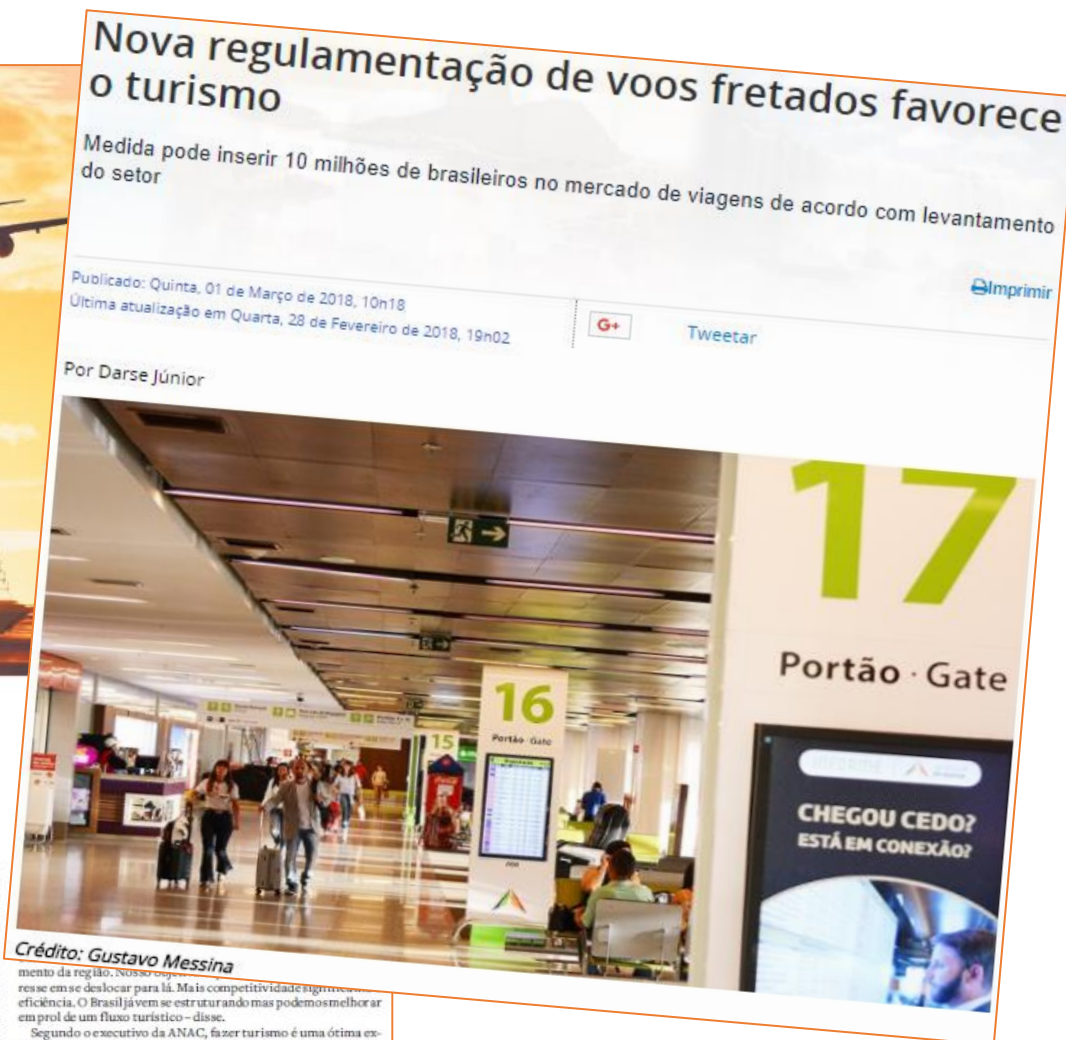 Nova regulamentação de voos fretados favorece
o turismo
Medida pode inserir 10 milhões de brasileiros no mercado de viagens de acordo com levantamento
do setor
Imprimir
Publicado: Quinta, 01 de Março de 2018, 10h18
Última atualização em Quarta, 28 de Fevereiro de 2018, 19h02
G+
Tweetar
Por Darse Júnior
17
Portão · Gate
16
Portão · Gate
15
CHEGOU CEDO?
ESTÁ EM CONEXÃO?
Crédito: Gustavo Messina
mento da região. Nosso
resse em se deslocar para lá. Mais competitividade
eficiência. O Brasil já vem se estruturando mas podemos melhorar
em prol de um fluxo turístico – disse.
Segundo o executivo da ANAC, fazer turismo é uma ótima ex-